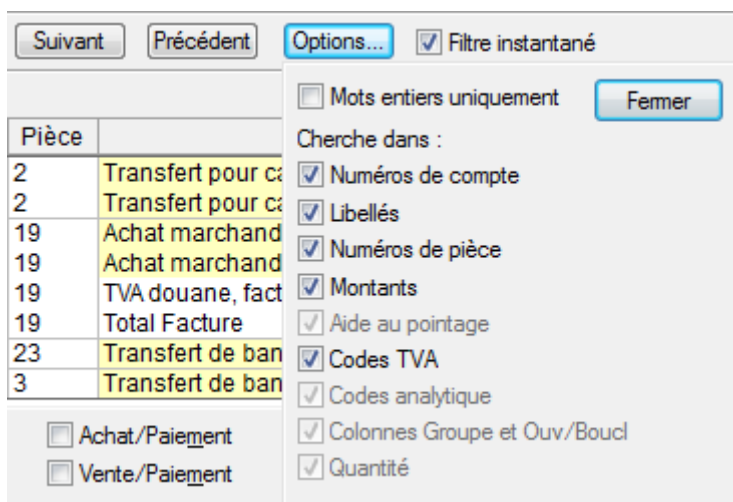 Suivant Précédent Options... Filtre instantané
Mots entiers uniquement Fermer
Cherche dans :
Numéros de compte
Libellés
Numéros de pièce
Montants
Aide au pointage
Codes TVA
Codes analytique
Colonnes Groupe et Ouv/Boucl
Quantité
Pièce
2 Transfert pour ca
2 Transfert pour ca
19 Achat marchand
19 Achat marchand
19 TVA douane, fact
19 Total Facture
23 Transfert de ban
3 Transfert de ban
Achat/Paiement
Vente/Paiement